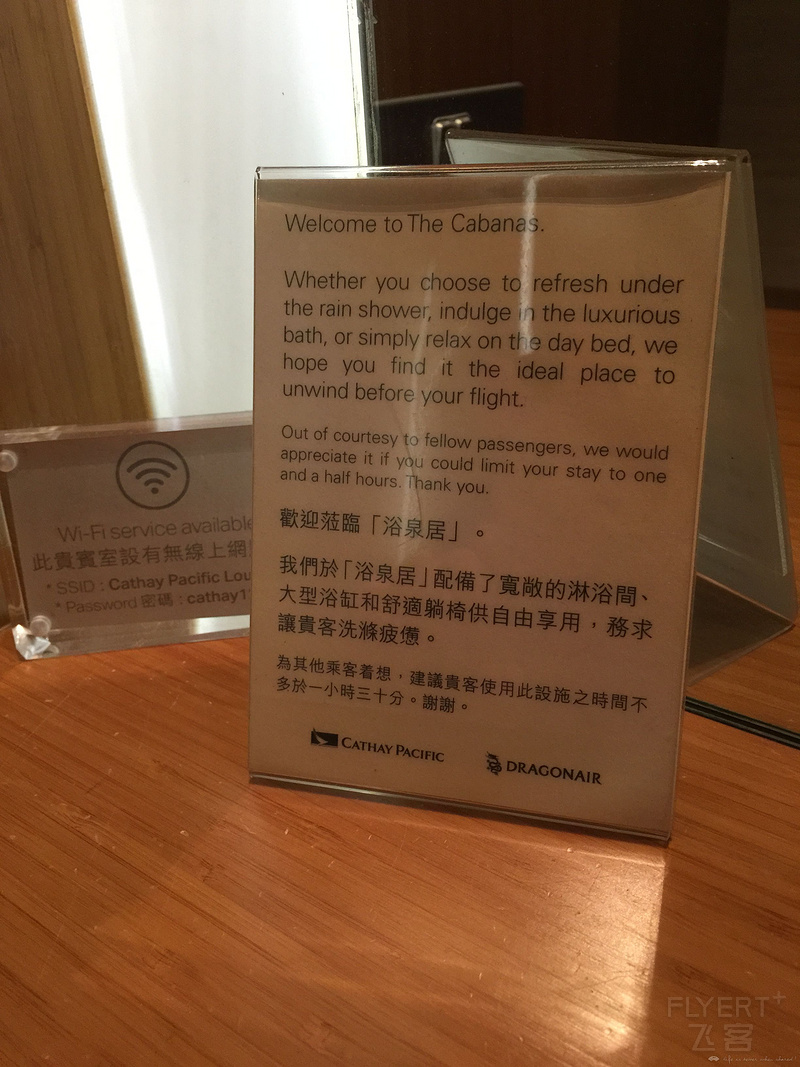 Welcome to The Cabanas.
Whether you choose to refresh under
the rain shower, indulge in the luxurious
bath, or simply relax on the day bed, we
hope you find it the ideal place to
unwind before your flight.
Out of courtesy to fellow passengers, we would
appreciate it if you could limit your stay to one
and a half hours. Thank you.
歡迎蒞臨「浴泉居」。
我們於「浴泉居」配備了寬敞的淋浴間、
大型浴缸和舒適躺椅供自由享用，務求
讓貴客洗滌疲憊。
為其他乘客着想，建議貴客使用此設施之時間不
多於一小時三十分。謝謝。
CATHAY PACIFIC
DRAGONAIR
Wi-Fi service available
此貴賓室設有無線上網
* SSID : Cathay Pacific Lou
* Password 密碼 : cathay1
FLYERT+
飞客